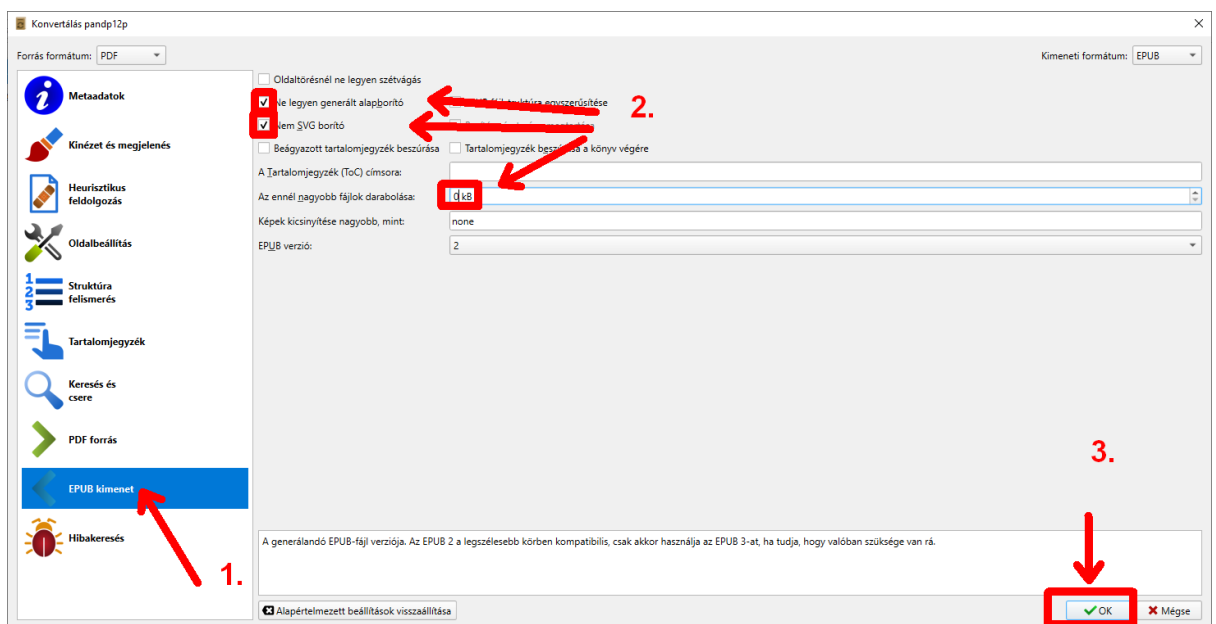 Konvertálás pandp12p
Forrás formátum: PDF
Kimeneti formátum: EPUB
Metaadatok
Kinézet és megjelenés
Heurisztikus
feldolgozás
Oldalbeállítás
1
2
3
Struktúra
felismerés
Tartalomjegyzék
Keresés és
csere
PDF forrás
EPUB kimenet
Hibakeresés
1.
Oldaltörésnél ne legyen szétvágás
Ne legyen generált alapborító egyszerűsítése
2.
Nem SVG borító
Beágyazott tartalomjegyzék beszúrása Tartalomjegyzék beszúrása a könyv végére
A Tartalomjegyzék (ToC) címsora:
Az ennél nagyobb fájlok darabolása: 0 kB
Képek kicsinyítése nagyobb, mint: none
EPUB verzió: 2
3.
A generálandó EPUB-fájl verziója. Az EPUB 2 a legszélesebb körben kompatibilis, csak akkor használja az EPUB 3-at, ha tudja, hogy valóban szüksége van rá.
Alapértelmezett beállítások visszaállítása
OK Mégse